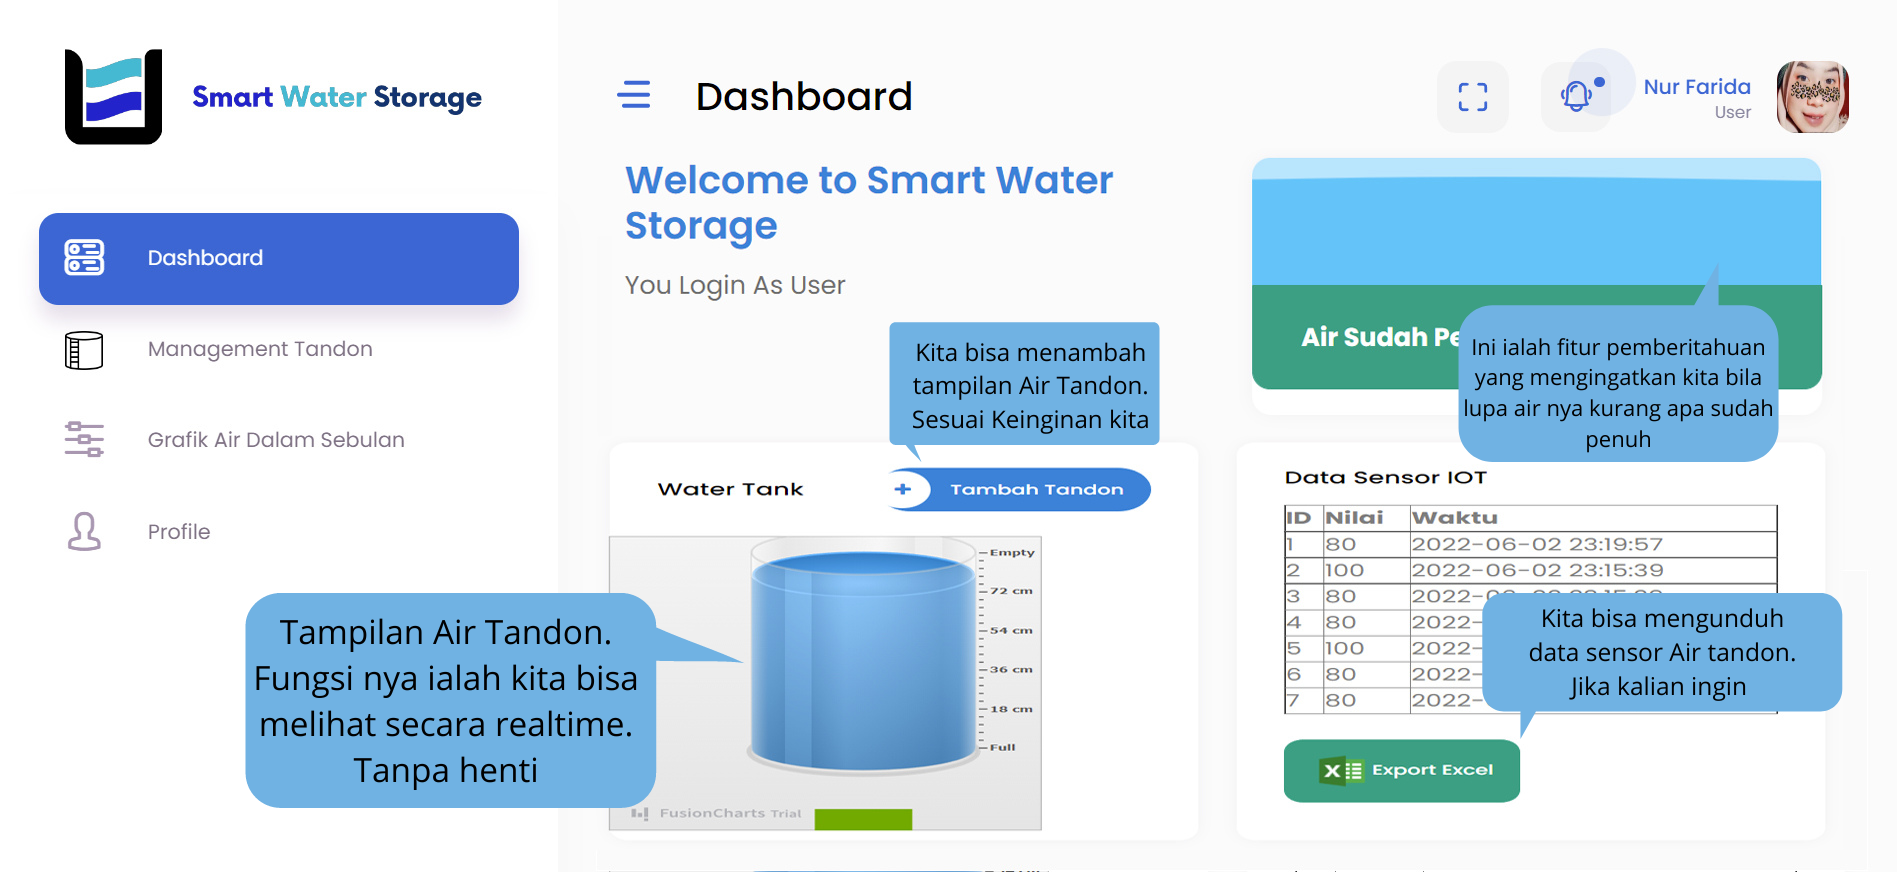 Smart Water Storage
Dashboard
Management Tandon
Grafik Air Dalam Sebulan
Profile
Dashboard
Nur Farida
User
Welcome to Smart Water
Storage
You Login As User
Air Sudah
Ini ialah fitur pemberitahuan
yang mengingatkan kita bila
lupa air nya kurang apa sudah
penuh
Kita bisa menambah
tampilan Air Tandon.
Sesuai Keinginan kita
Water Tank
+ Tambah Tandon
Empty
72 cm
54 cm
36 cm
18 cm
Full
FusionCharts Trial
Tampilan Air Tandon.
Fungsi nya ialah kita bisa
melihat secara realtime.
Tanpa henti
Data Sensor IOT
ID Nilai Waktu
1 80 2022-06-02 23:19:57
2 100 2022-06-02 23:15:39
3 80 2022-
4 80 2022-
5 100 2022-
6 80 2022-
7 80 2022-
Kita bisa mengunduh
data sensor Air tandon.
Jika kalian ingin
Export Excel